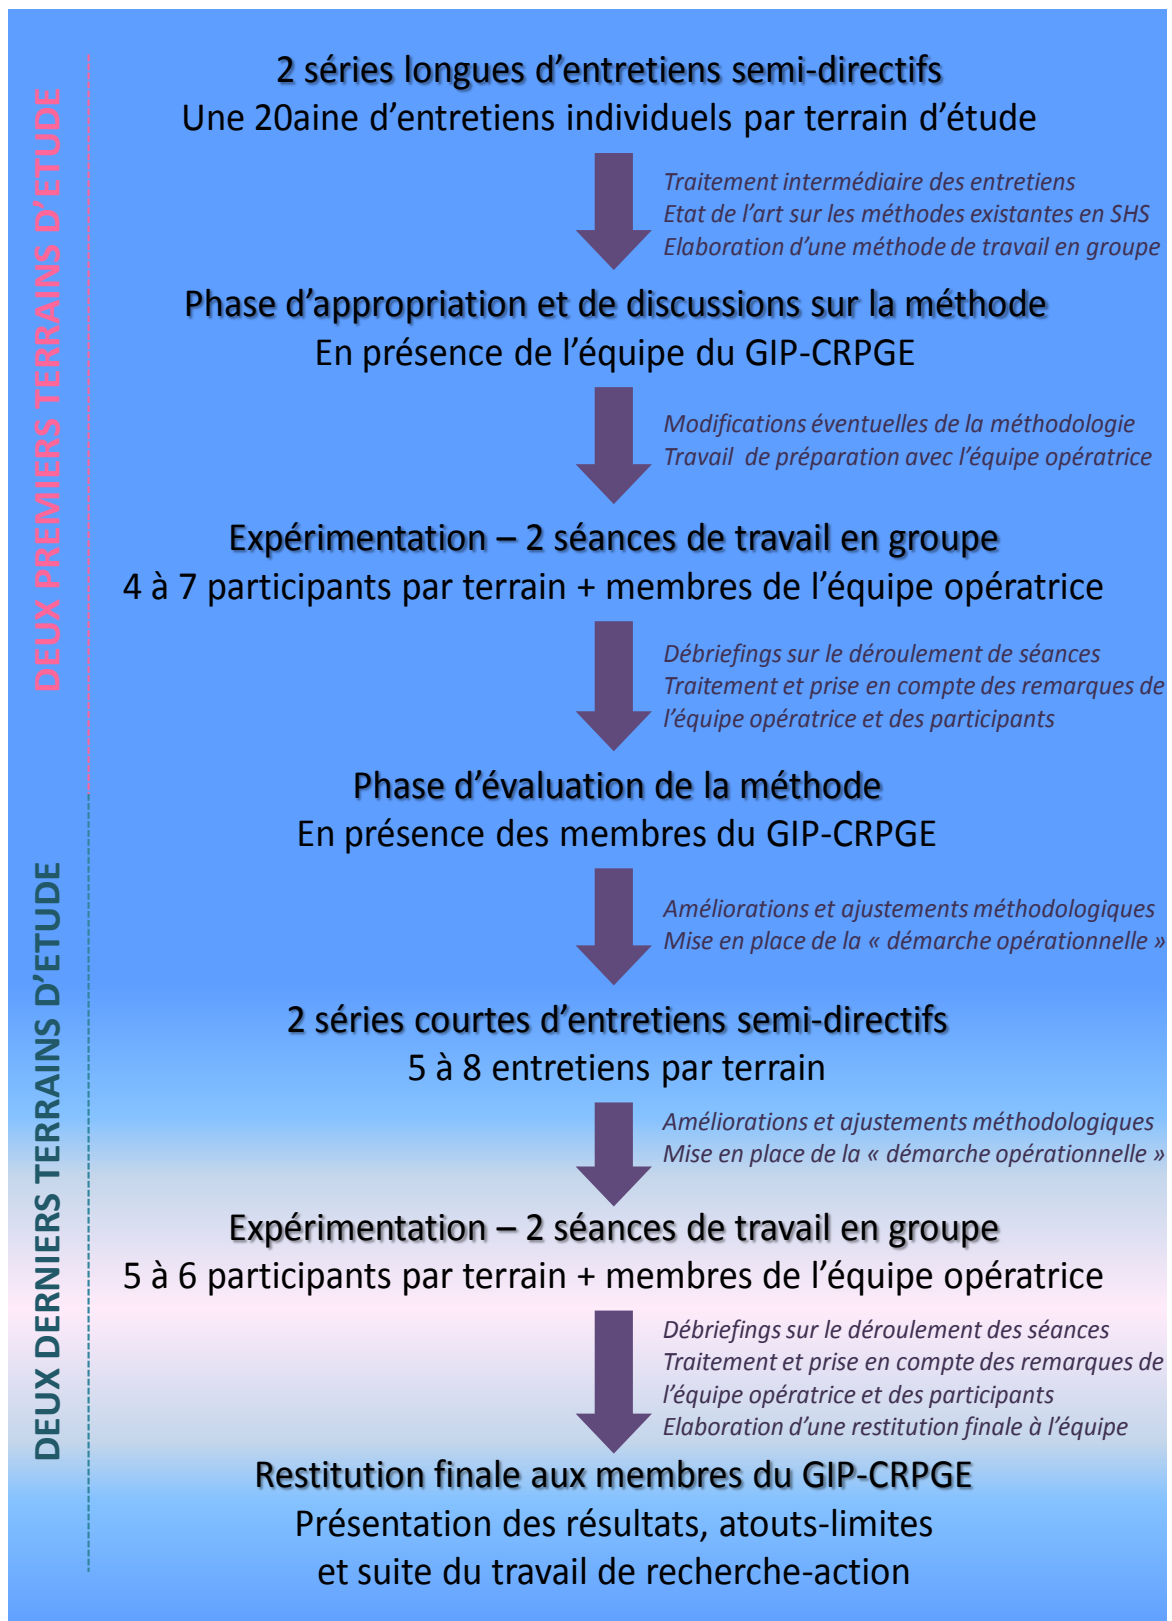 DEUX PREMIERS TERRAINS D'ETUDE
2 séries longues d'entretiens semi-directifs
Une 20aine d'entretiens individuels par terrain d'étude
Traitement intermédiaire des entretiens
Etat de l'art sur les méthodes existantes en SHS
Elaboration d'une méthode de travail en groupe
Phase d'appropriation et de discussions sur la méthode
En présence de l'équipe du GIP-CRPGE
Modifications éventuelles de la méthodologie
Travail de préparation avec l'équipe opératrice
Expérimentation – 2 séances de travail en groupe
4 à 7 participants par terrain + membres de l'équipe opératrice
Débriefings sur le déroulement de séances
Traitement et prise en compte des remarques de
l'équipe opératrice et des participants
Phase d'évaluation de la méthode
En présence des membres du GIP-CRPGE
DEUX DERNIERS TERRAINS D'ETUDE
Améliorations et ajustements méthodologiques
Mise en place de la « démarche opérationnelle »
2 séries courtes d'entretiens semi-directifs
5 à 8 entretiens par terrain
Améliorations et ajustements méthodologiques
Mise en place de la « démarche opérationnelle »
Expérimentation – 2 séances de travail en groupe
5 à 6 participants par terrain + membres de l'équipe opératrice
Débriefings sur le déroulement des séances
Traitement et prise en compte des remarques de
l'équipe opératrice et des participants
Elaboration d'une restitution finale à l'équipe
Restitution finale aux membres du GIP-CRPGE
Présentation des résultats, atouts-limites
et suite du travail de recherche-action